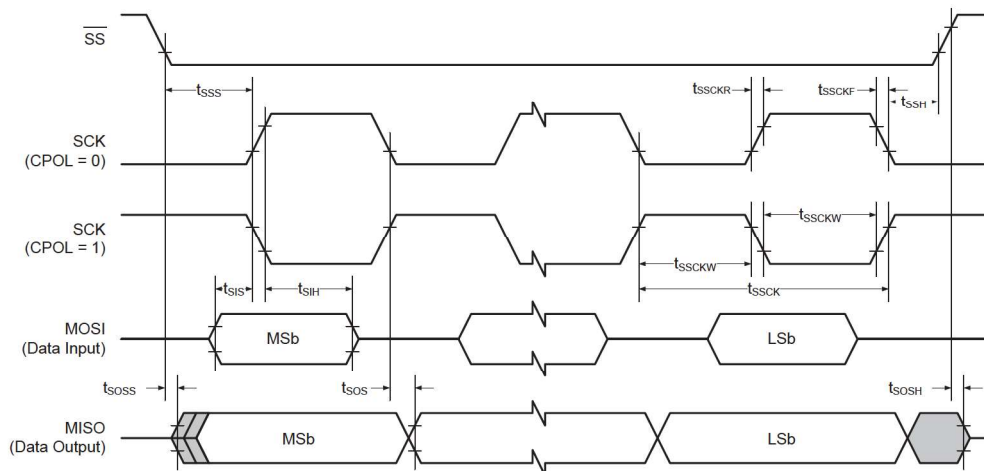 SS
tSSS
tSSCKR
tSSCKF
tSSH
SCK
(CPOL = 0)
SCK
(CPOL = 1)
tSSCKW
tSSCKW
tSSCK
tSIS
tSIH
MOSI
(Data Input)
MSb
LSb
tSOSS
tSOS
tSOSH
MISO
(Data Output)
MSb
LSb